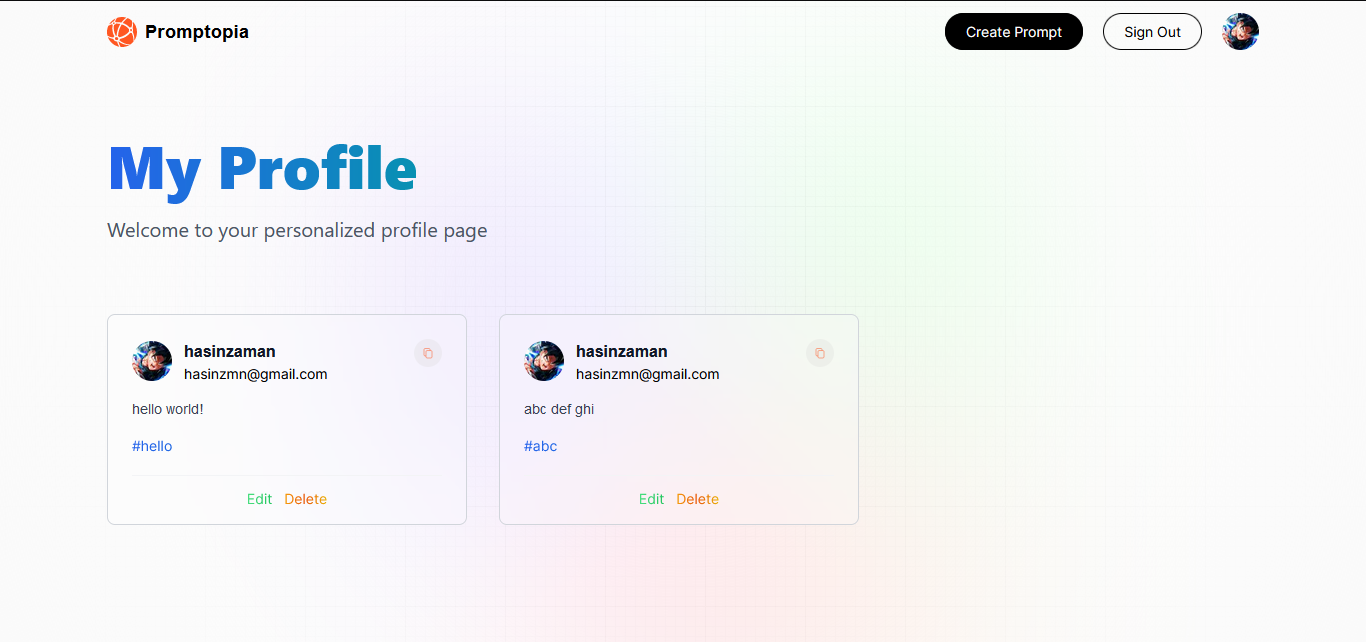 Promptopia
Create Prompt
Sign Out
My Profile
Welcome to your personalized profile page
hasinzaman
hasinzmn@gmail.com
hello world!
#hello
Edit Delete
hasinzaman
hasinzmn@gmail.com
abc def ghi
#abc
Edit Delete